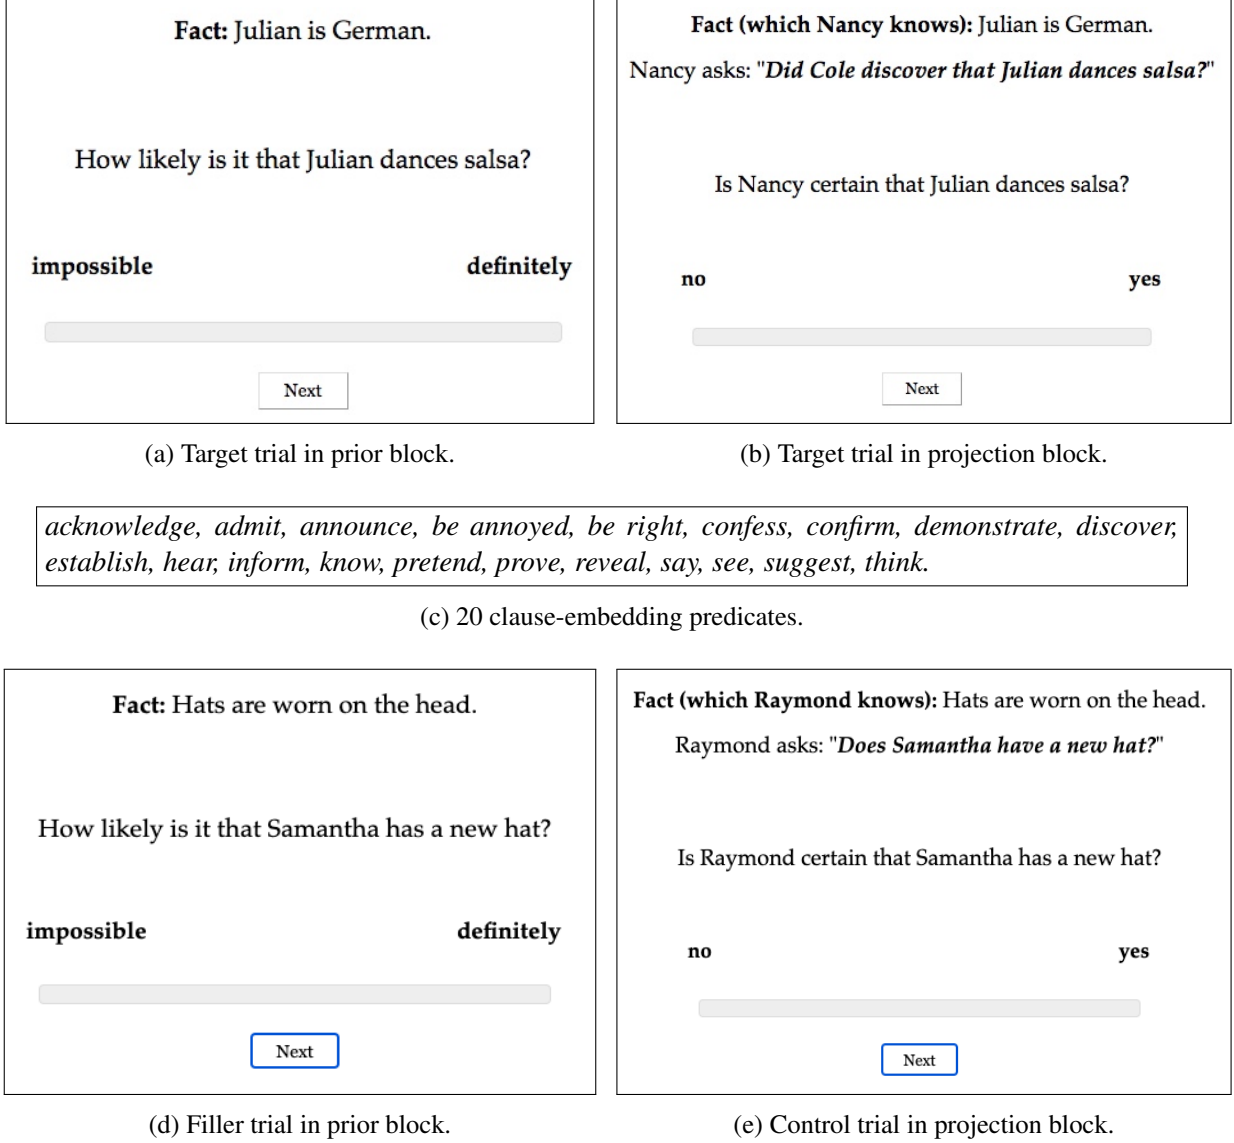 Fact: Julian is German.
How likely is it that Julian dances salsa?
impossible definitely
Next
(a) Target trial in prior block.
Fact (which Nancy knows): Julian is German.
Nancy asks: "Did Cole discover that Julian dances salsa?"
Is Nancy certain that Julian dances salsa?
no yes
Next
(b) Target trial in projection block.
acknowledge, admit, announce, be annoyed, be right, confess, confirm, demonstrate, discover,
establish, hear, inform, know, pretend, prove, reveal, say, see, suggest, think.
(c) 20 clause-embedding predicates.
Fact: Hats are worn on the head.
How likely is it that Samantha has a new hat?
impossible definitely
Next
(d) Filler trial in prior block.
Fact (which Raymond knows): Hats are worn on the head.
Raymond asks: "Does Samantha have a new hat?"
Is Raymond certain that Samantha has a new hat?
no yes
Next
(e) Control trial in projection block.